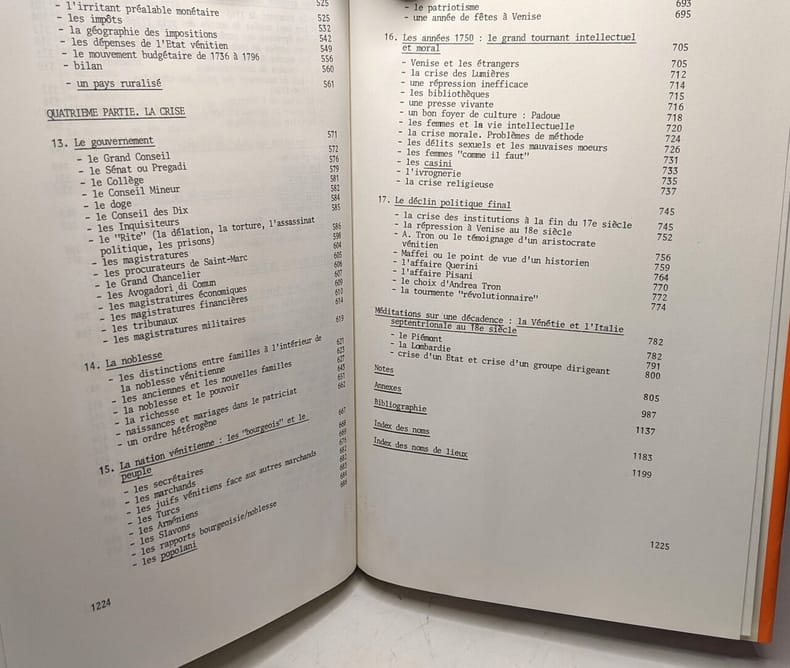 - l'irritant préalable monétaire 525
- les impôts 525
- la géographie des impositions 532
- les dépenses de l'Etat vénitien 542
- le mouvement budgétaire de 1736 à 1796 549
- bilan 556
560
- un pays ruralisé 561
QUATRIEME PARTIE. LA CRISE
13. Le gouvernement 571
- le Grand Conseil 572
- le Sénat ou Pregadi 576
- le Collège 579
- le Conseil Mineur 581
- le doge 582
- le Conseil des Dix 584
- les Inquisiteurs 585
- le "Rite" (la délation, la torture, l'assassinat
politique, les prisons) 586
- les magistratures 598
- les procurateurs de Saint-Marc 604
- le Grand Chancelier 605
- les Avogadori di Comun 606
- les magistratures économiques 607
- les magistratures financières 609
- les tribunaux 610
- les magistratures militaires 614
14. La noblesse 619
- les distinctions entre familles à l'intérieur de
la noblesse vénitienne 621
- les anciennes et les nouvelles familles
- la noblesse et le pouvoir
- la richesse
- naissances et mariages dans le patriciat
- un ordre hétérogène
15. La nation vénitienne : les "bourgeois" et le
peuple 667
- les secrétaires 668
- les marchands 669
- les juifs vénitiens face aux autres marchands
- les Turcs
- les Arméniens
- les Slavons
- les rapports bourgeoisie/noblesse
- les popolani
1224
- le patriotisme 693
- une année de fêtes à Venise 695
16. Les années 1750 : le grand tournant intellectuel
et moral 705
- Venise et les étrangers 705
- la crise des Lumières 712
- une répression inefficace 714
- les bibliothèques 715
- une presse vivante 716
- un bon foyer de culture : Padoue 718
- les femmes et la vie intellectuelle 720
- la crise morale. Problèmes de méthode 724
- les délits sexuels et les mauvaises moeurs 726
- les femmes "comme il faut" 731
- les casini 733
- l'ivrognerie 735
- la crise religieuse 737
17. Le déclin politique final 745
- la crise des institutions à la fin du 17e siècle 745
- la répression à Venise au 18e siècle 752
- A. Tron ou le témoignage d'un aristocrate
vénitien 756
- Maffei ou le point de vue d'un historien 759
- l'affaire Querini 764
- l'affaire Pisani 770
- le choix d'Andrea Tron 772
- la tourmente "révolutionnaire" 774
Méditations sur une décadence : la Vénétie et l'Italie
septentrionale au 18e siècle 782
- le Piémont 782
- la Lombardie 791
- crise d'un Etat et crise d'un groupe dirigeant 800
Notes 805
Annexes 987
Bibliographie 1137
Index des noms 1183
Index des noms de lieux 1199
1225